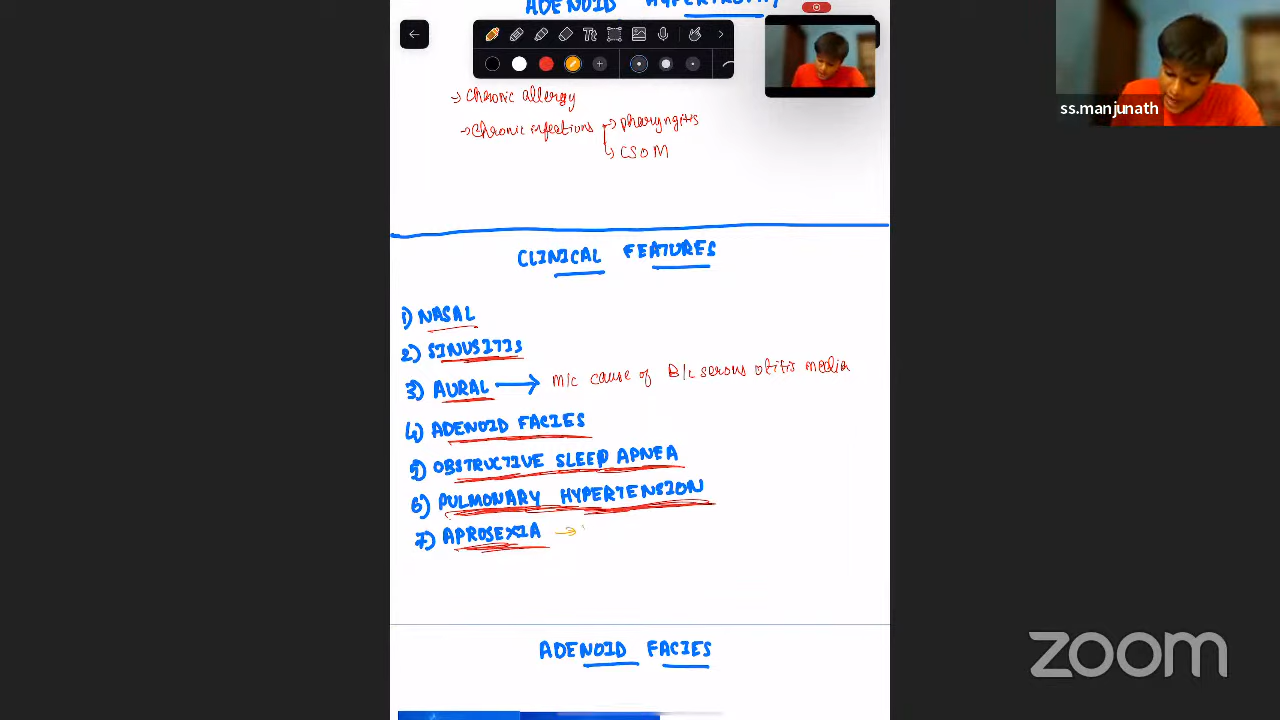 ADENOID HYPERTROPHY
Tt
ss.manjunath
→ Chronic allergy
→ Chronic infections → pharyngitis
→ CSOM
CLINICAL FEATURES
1) NASAL
2) SINUSITIS
3) AURAL → M/c cause of B/L serous otitis media
4) ADENOID FACIES
5) OBSTRUCTIVE SLEEP APNEA
6) PULMONARY HYPERTENSION
7) APROSEXIA →
ADENOID FACIES
zoom